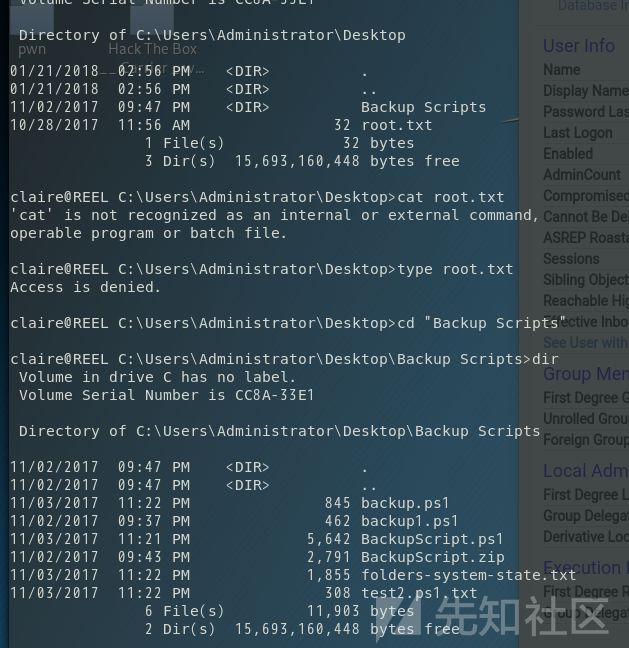 Volume Serial Number is CC8A-33E1
Directory of C:\Users\Administrator\Desktop
pwn
Hack The Box
01/21/2018  02:56 PM    <DIR>          .
01/21/2018  02:56 PM    <DIR>          ..
11/02/2017  09:47 PM    <DIR>          Backup Scripts
10/28/2017  11:56 AM                32 root.txt
1 File(s)             32 bytes
3 Dir(s)  15,693,160,448 bytes free
claire@REEL C:\Users\Administrator\Desktop>cat root.txt
'cat' is not recognized as an internal or external command,
operable program or batch file.
claire@REEL C:\Users\Administrator\Desktop>type root.txt
Access is denied.
claire@REEL C:\Users\Administrator\Desktop>cd "Backup Scripts"
claire@REEL C:\Users\Administrator\Desktop\Backup Scripts>dir
Volume in drive C has no label.
Volume Serial Number is CC8A-33E1
Directory of C:\Users\Administrator\Desktop\Backup Scripts
11/02/2017  09:47 PM    <DIR>          .
11/02/2017  09:47 PM    <DIR>          ..
11/03/2017  11:22 PM               845 backup.ps1
11/02/2017  09:37 PM               462 backup1.ps1
11/03/2017  11:21 PM             5,642 BackupScript.ps1
11/02/2017  09:43 PM             2,791 BackupScript.zip
11/03/2017  11:22 PM             1,855 folders-system-state.txt
11/03/2017  11:22 PM               308 test2.ps1.txt
6 File(s)         11,903 bytes
2 Dir(s)  15,693,160,448 bytes free
Database In
User Info
Name
Display Name
Password Las
Last Logon
Enabled
AdminCount
Compromised
Cannot Be De
ASREP Roasta
Sessions
Sibling Object
Reachable Hig
Effective Inbo
See User with
Group Mem
First Degree G
Unrolled Grou
Foreign Group
Local Adm
First Degree L
Group Delegat
Derivative Loc
Execution
First Degree R
Group Delegat
先知社区